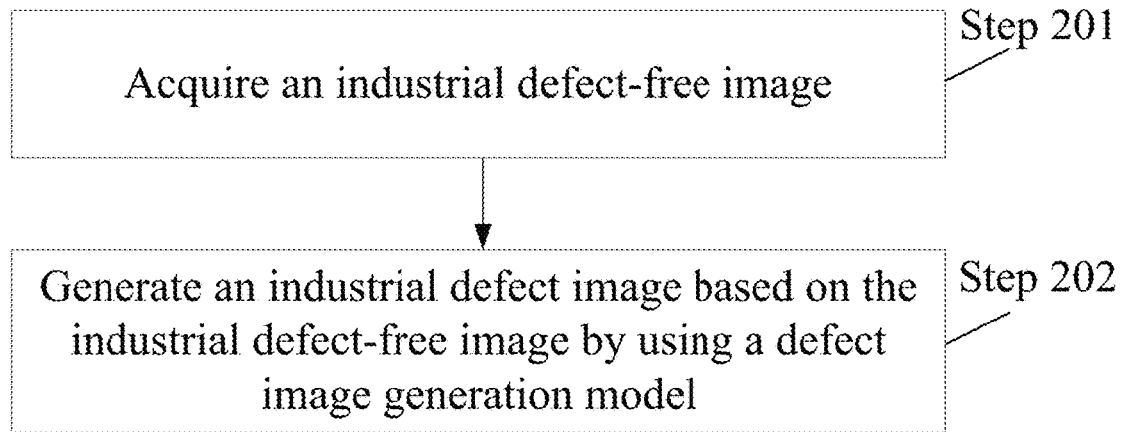 Step 201
Acquire an industrial defect-free image
Generate an industrial defect image based on the
Step 202
industrial defect-free image by using a defect
image generation model